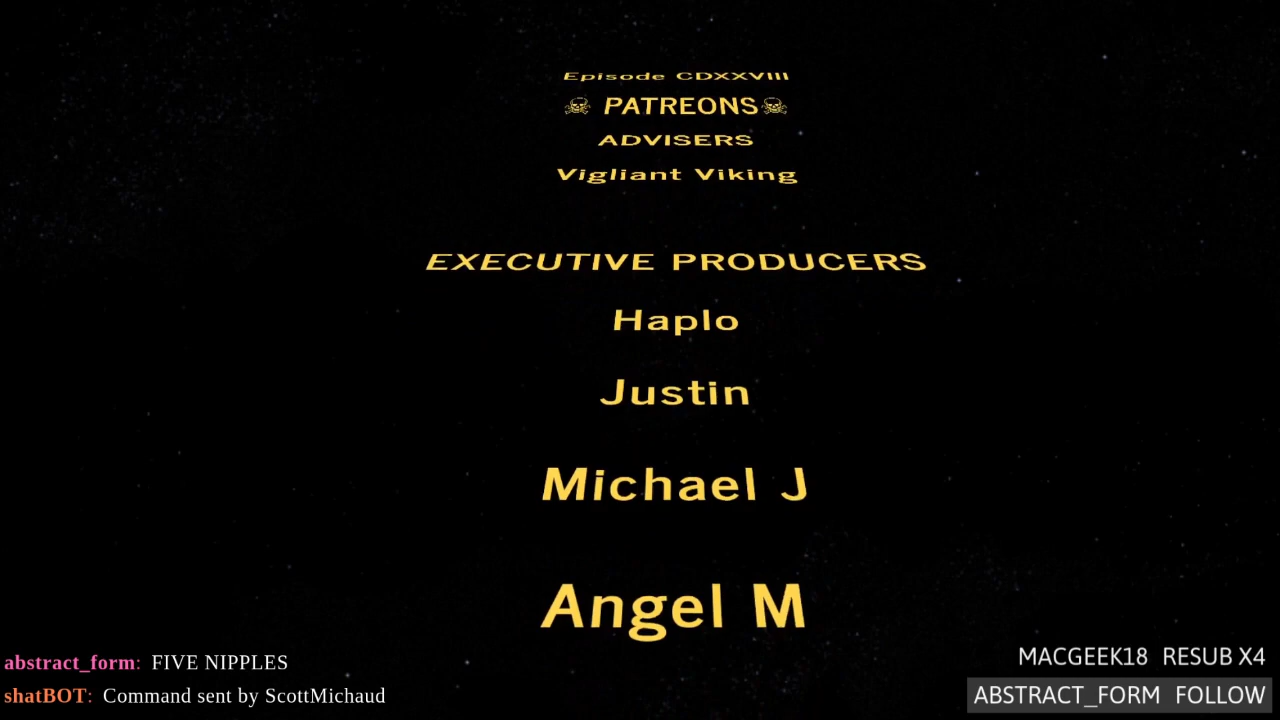 Episode CDXXVIII
☠ PATREONS☠
ADVISERS
Vigliant Viking
EXECUTIVE PRODUCERS
Haplo
Justin
Michael J
Angel M
abstract_form: FIVE NIPPLES
shatBOT: Command sent by ScottMichaud
MACGEEK18 RESUB X4
ABSTRACT_FORM FOLLOW